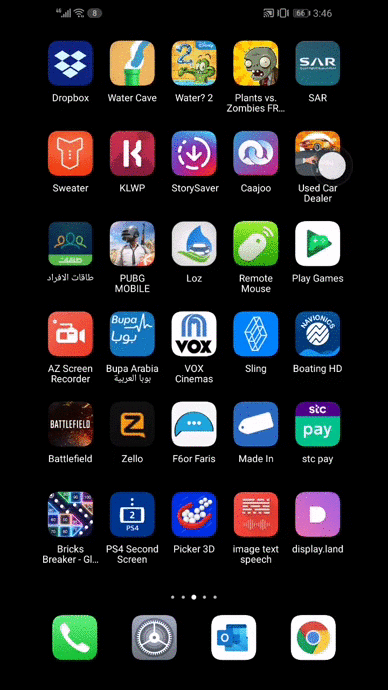 4G 8 66 3:46
Dropbox Water Cave Water? 2 Plants vs. Zombies FR... SAR
Sweater KLWP StorySaver Caajoo Used Car Dealer
طاقات الافراد PUBG MOBILE Loz Remote Mouse Play Games
AZ Screen Recorder Bupa Arabia بوبا العربية VOX Cinemas Sling Boating HD
Battlefield Zello F6or Faris Made In stc pay
Bricks Breaker - Gl... PS4 Second Screen Picker 3D image text speech display.land